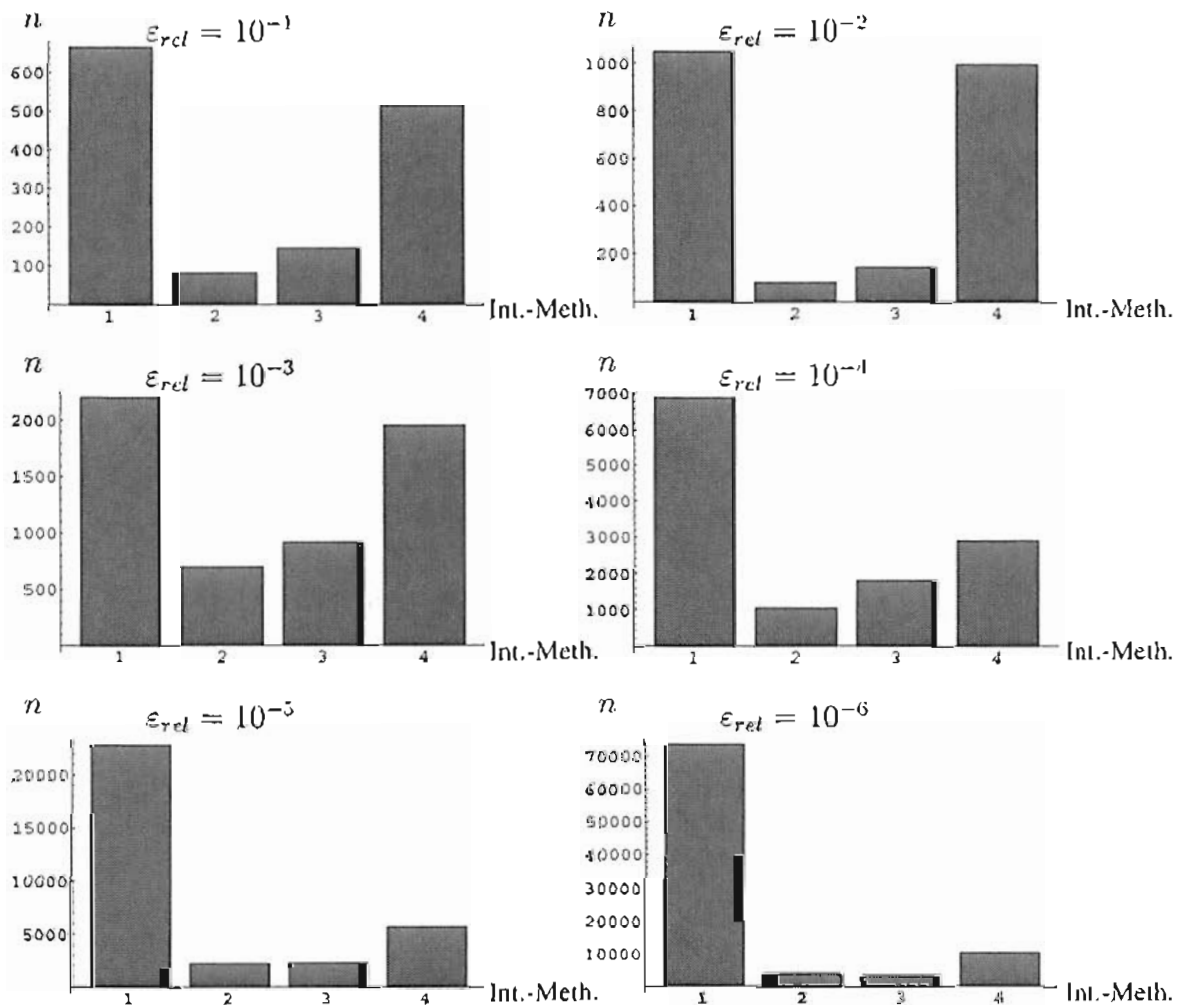 n
ε_rel = 10^−1
600
500
400
300
200
100
1 2 3 4 Int.-Meth.
n
ε_rel = 10^−2
1000
800
600
400
200
1 2 3 4 Int.-Meth.
n
ε_rel = 10^−3
2000
1500
1000
500
1 2 3 4 Int.-Meth.
n
ε_rel = 10^−4
7000
6000
5000
4000
3000
2000
1000
1 2 3 4 Int.-Meth.
n
ε_rel = 10^−5
20000
15000
10000
5000
1 2 3 4 Int.-Meth.
n
ε_rel = 10^−6
70000
60000
50000
40000
30000
20000
10000
1 2 3 4 Int.-Meth.